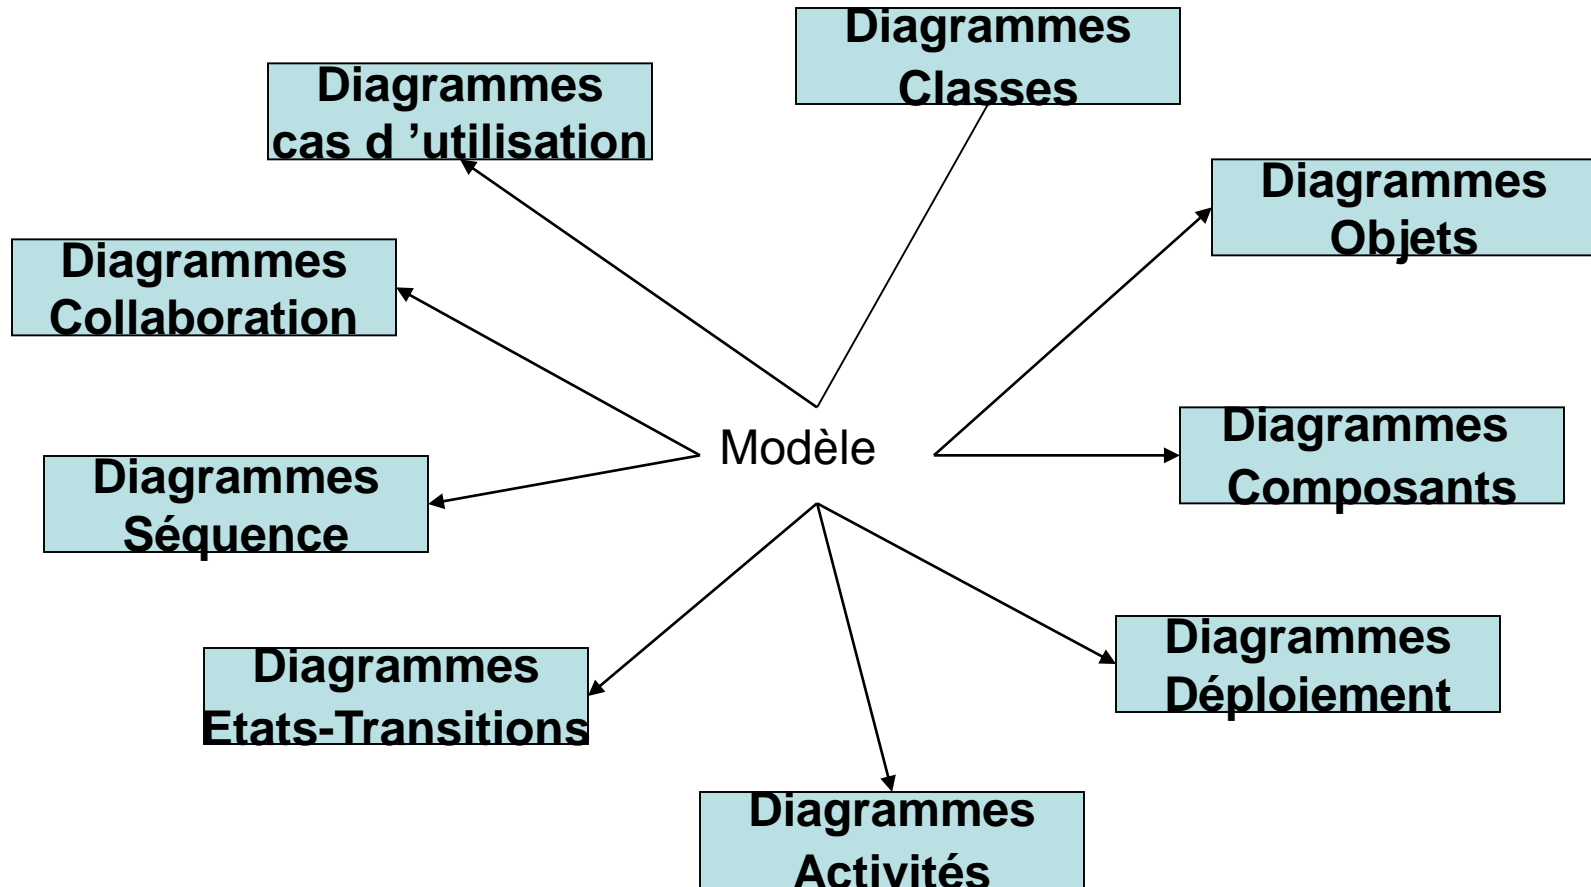 Diagrammes
Classes
Diagrammes
cas d ’utilisation
Diagrammes
Objets
Diagrammes
Collaboration
Modèle
Diagrammes
Composants
Diagrammes
Séquence
Diagrammes
Déploiement
Diagrammes
Etats-Transitions
Diagrammes
Activités